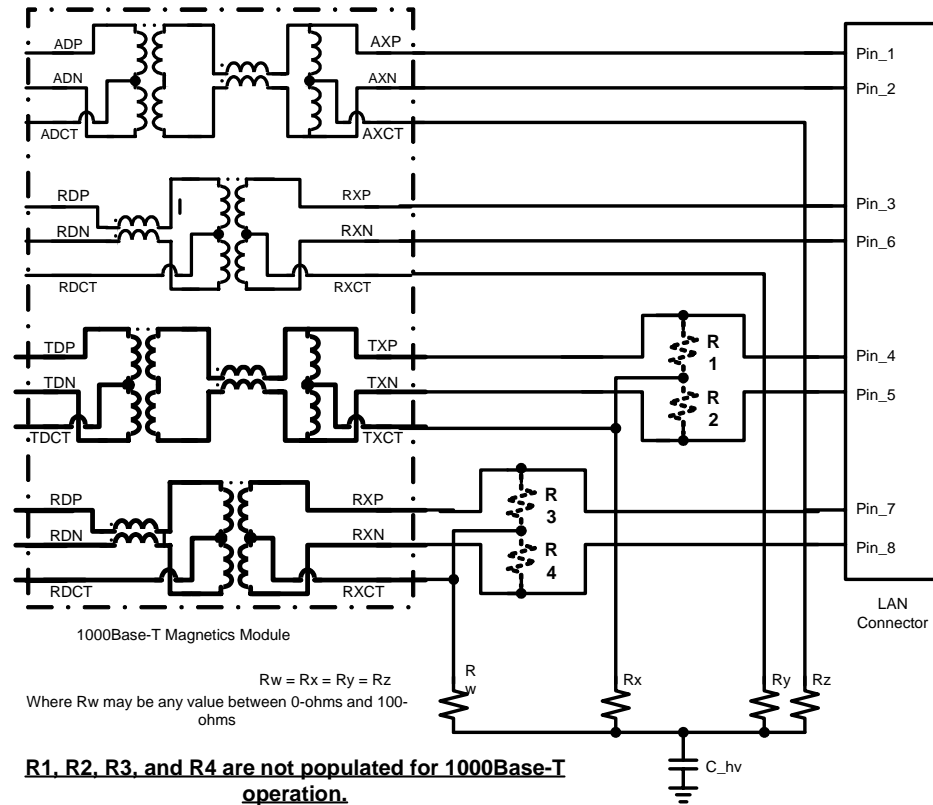 ADP
AXP
Pin_1
ADN
AXN
Pin_2
ADCT
AXCT
RDP
RXP
Pin_3
RDN
RXN
Pin_6
RDCT
RXCT
TDP
TXP
R
1
Pin_4
TDN
TXN
R
2
Pin_5
TDCT
TXCT
RDP
RXP
R
3
Pin_7
RDN
RXN
R
4
Pin_8
RDCT
RXCT
LAN
Connector
1000Base-T Magnetics Module
Rw = Rx = Ry = Rz
Where Rw may be any value between 0-ohms and 100-
ohms
R
w
Rx
Ry
Rz
C_hv
R1, R2, R3, and R4 are not populated for 1000Base-T
operation.